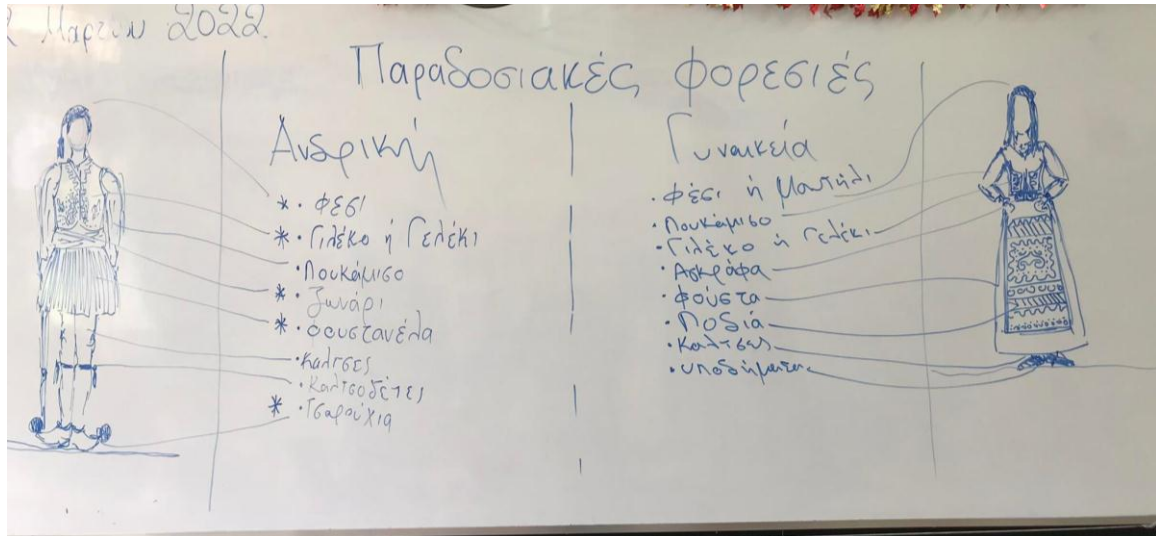 2 Μαρτίου 2022
Παραδοσιακές φορεσιές
Ανδρική
* · Φέσι
* · Γιλέκο ή Γελέκι
· Πουκάμισο
* · Ζωνάρι
* · Φουστανέλα
· Κάλτσες
· Καλτσοδέτες
* · Τσαρούχια
Γυναικεία
· Φέσι ή Μαντήλι
· Πουκάμισο
· Γιλέκο ή Γελέκι
· Ασκράφα
· Φούστα
· Ποδιά
· Κάλτσες
· Υποδήματα